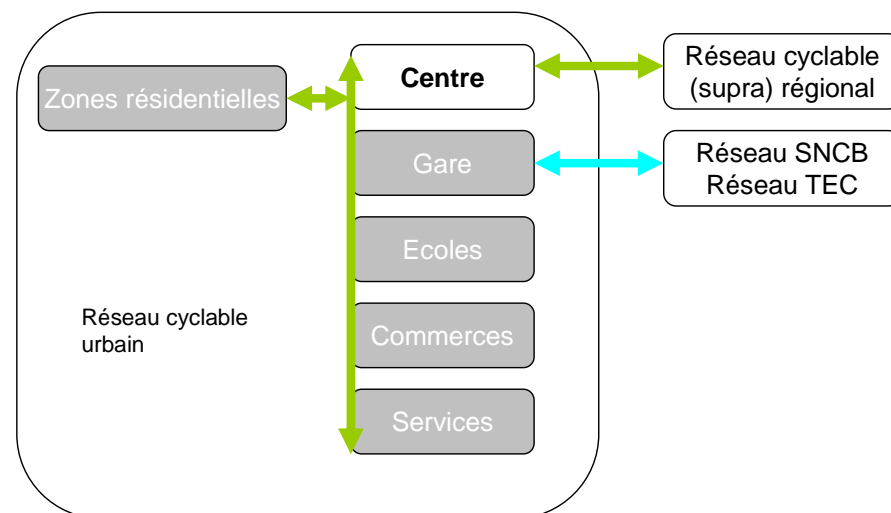 Centre
Réseau cyclable
(supra) régional
Zones résidentielles
Gare
Réseau SNCB
Réseau TEC
Ecoles
Réseau cyclable
urbain
Commerces
Services